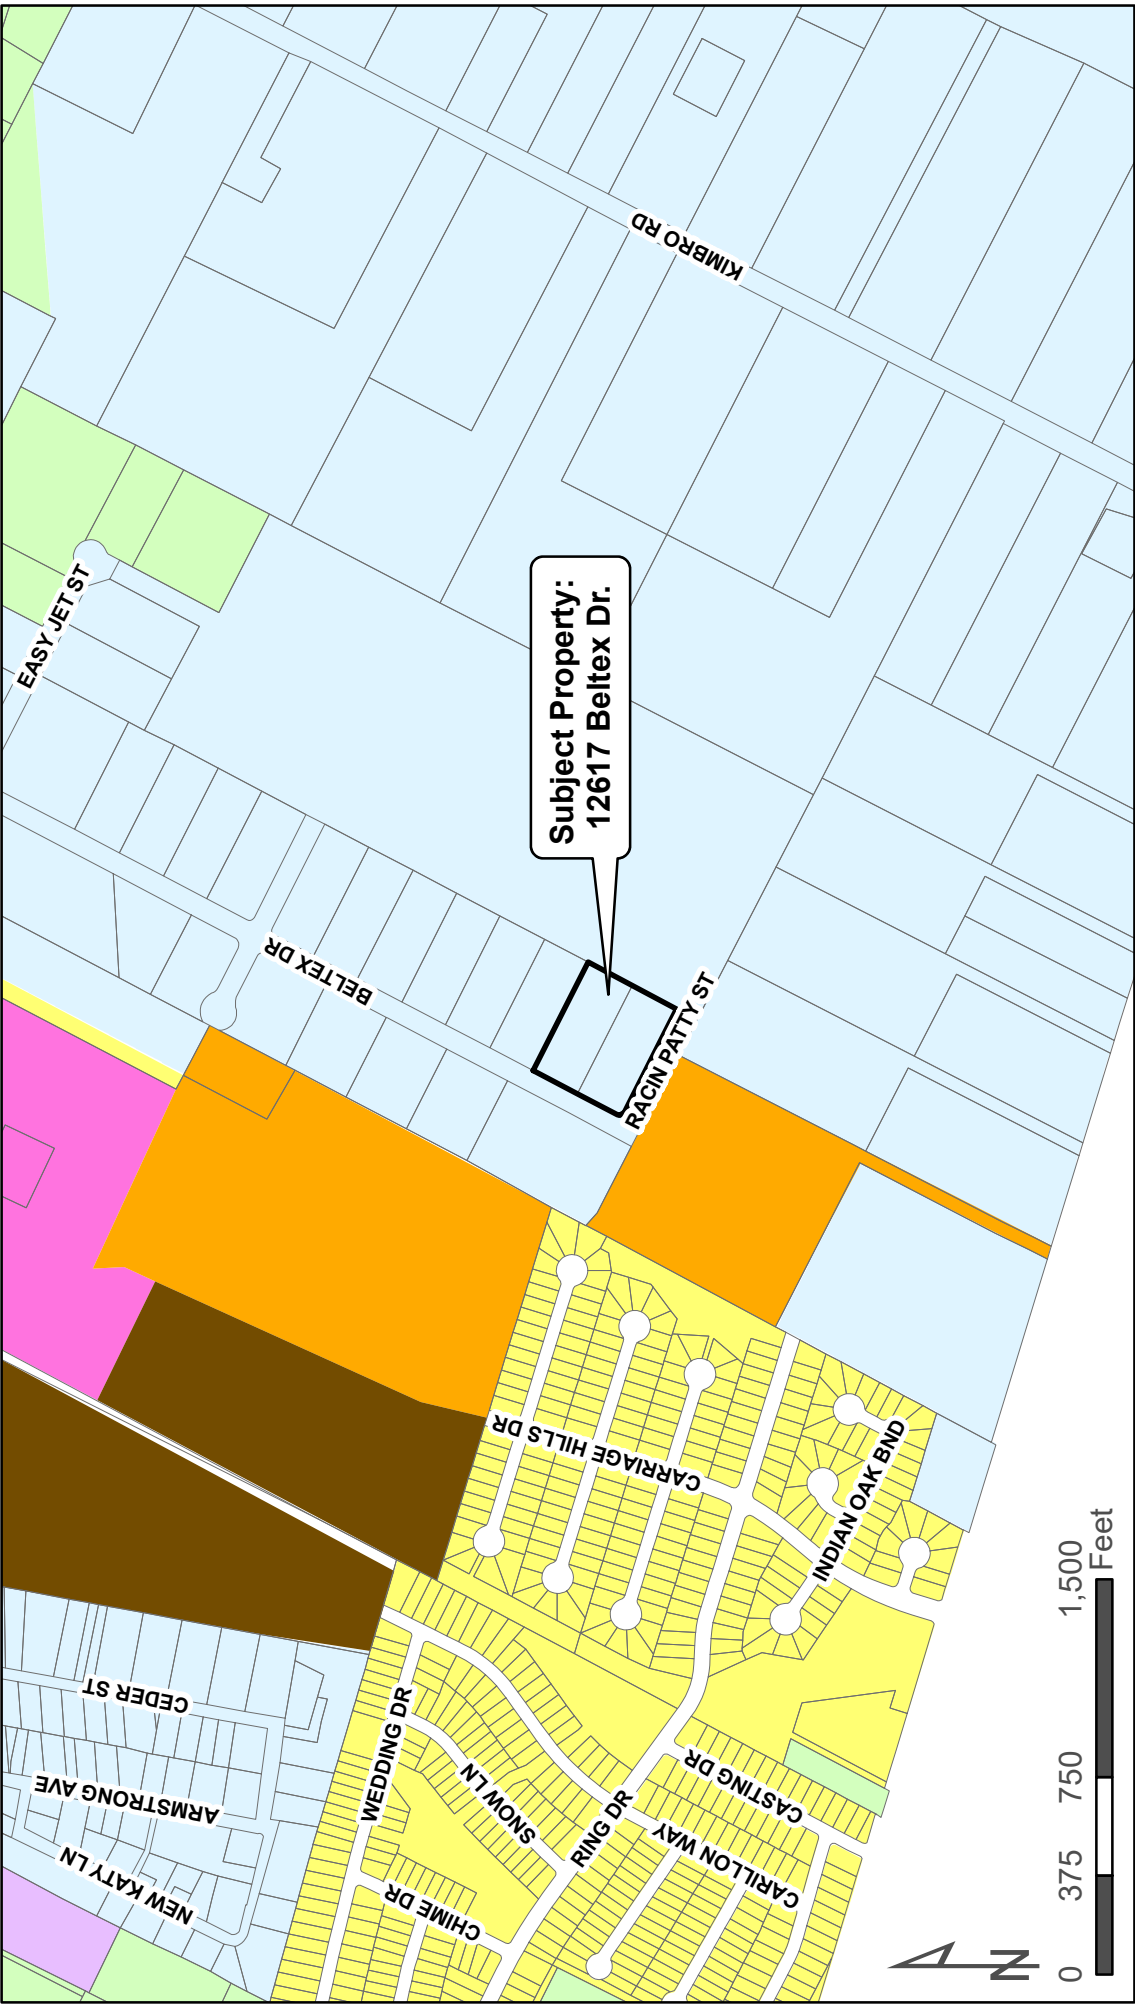 EASY JET ST
KIMBRO RD
BELTEX DR
Subject Property:
12617 Beltex Dr.
RACIN PATTY ST
CARRIAGE HILLS DR
INDIAN OAK BND
CEDER ST
ARMSTRONG AVE
NEW KATY LN
WEDDING DR
SNOW LN
CHIME DR
RING DR
CASTING DR
CARILLON WAY
N
0 375 750 1,500
Feet